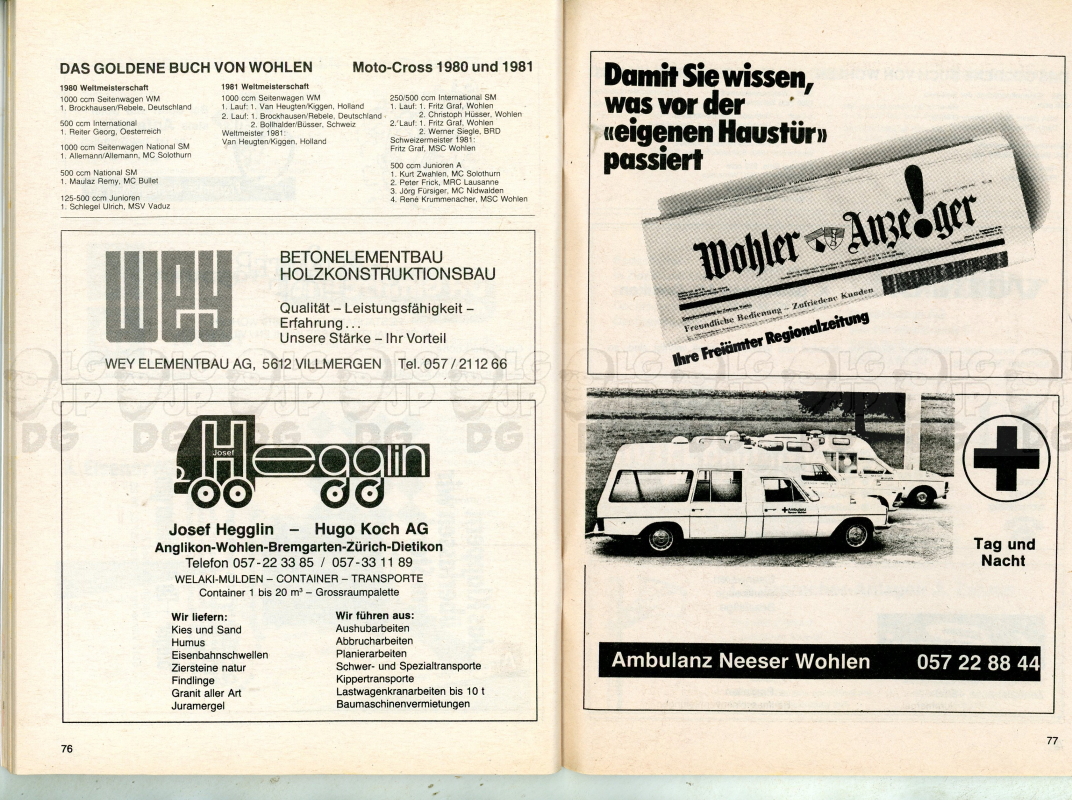 DAS GOLDENE BUCH VON WOHLEN Moto-Cross 1980 und 1981
1980 Weltmeisterschaft
1000 ccm Seitenwagen WM
1. Brockhausen/Rebele, Deutschland
500 ccm International
1. Reiter Georg, Oesterreich
1000 ccm Seitenwagen National SM
1. Allemann/Allemann, MC Solothurn
500 ccm National SM
1. Maulaz Remy, MC Bullet
125-500 ccm Junioren
1. Schlegel Ulrich, MSV Vaduz
1981 Weltmeisterschaft
1000 ccm Seitenwagen WM
1. Lauf: 1. Van Heugten/Kiggen, Holland
2. Lauf: 1. Brockhausen/Rebele, Deutschland
2. Bollhalder/Büsser, Schweiz
Weltmeister 1981:
Van Heugten/Kiggen, Holland
250/500 ccm International SM
1. Lauf: 1. Fritz Graf, Wohlen
2. Christoph Hüsser, Wohlen
2. Lauf: 1. Fritz Graf, Wohlen
2. Werner Siegle, BRD
Schweizermeister 1981:
Fritz Graf, MSC Wohlen
500 ccm Junioren A
1. Kurt Zwahlen, MC Solothurn
2. Peter Frick, MRC Lausanne
3. Jörg Fürsiger, MC Nidwalden
4. René Krummenacher, MSC Wohlen
wey
BETONELEMENTBAU
HOLZKONSTRUKTIONSBAU
Qualität – Leistungsfähigkeit –
Erfahrung...
Unsere Stärke – Ihr Vorteil
WEY ELEMENTBAU AG, 5612 VILLMERGEN Tel. 057 / 21 12 66
Josef
Hegglin
Josef Hegglin – Hugo Koch AG
Anglikon-Wohlen-Bremgarten-Zürich-Dietikon
Telefon 057-22 33 85 / 057-33 11 89
WELAKI-MULDEN – CONTAINER – TRANSPORTE
Container 1 bis 20 m³ – Grossraumpalette
Wir liefern:
Kies und Sand
Humus
Eisenbahnschwellen
Ziersteine natur
Findlinge
Granit aller Art
Juramergel
Wir führen aus:
Aushubarbeiten
Abbrucharbeiten
Planierarbeiten
Schwer- und Spezialtransporte
Kippertransporte
Lastwagenkranarbeiten bis 10 t
Baumaschinenvermietungen
76
Damit Sie wissen,
was vor der
«eigenen Haustür»
passiert
Wohler Anze!ger
Freundliche Bedienung – Zufriedene Kunden
Ihre Freiämter Regionalzeitung
Ambulanz
Neeser Wohlen
Tag und
Nacht
Ambulanz Neeser Wohlen 057 22 88 44
77
LG
JP
DG